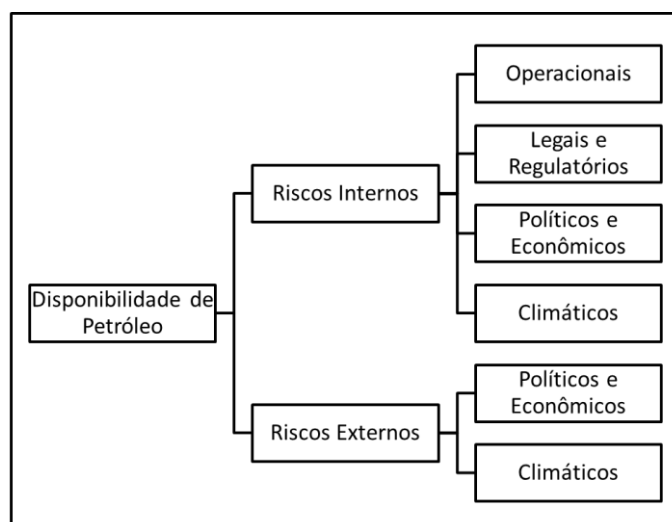 Disponibilidade de
Petróleo
Riscos Internos
Operacionais
Legais e
Regulatórios
Políticos e
Econômicos
Climáticos
Riscos Externos
Políticos e
Econômicos
Climáticos